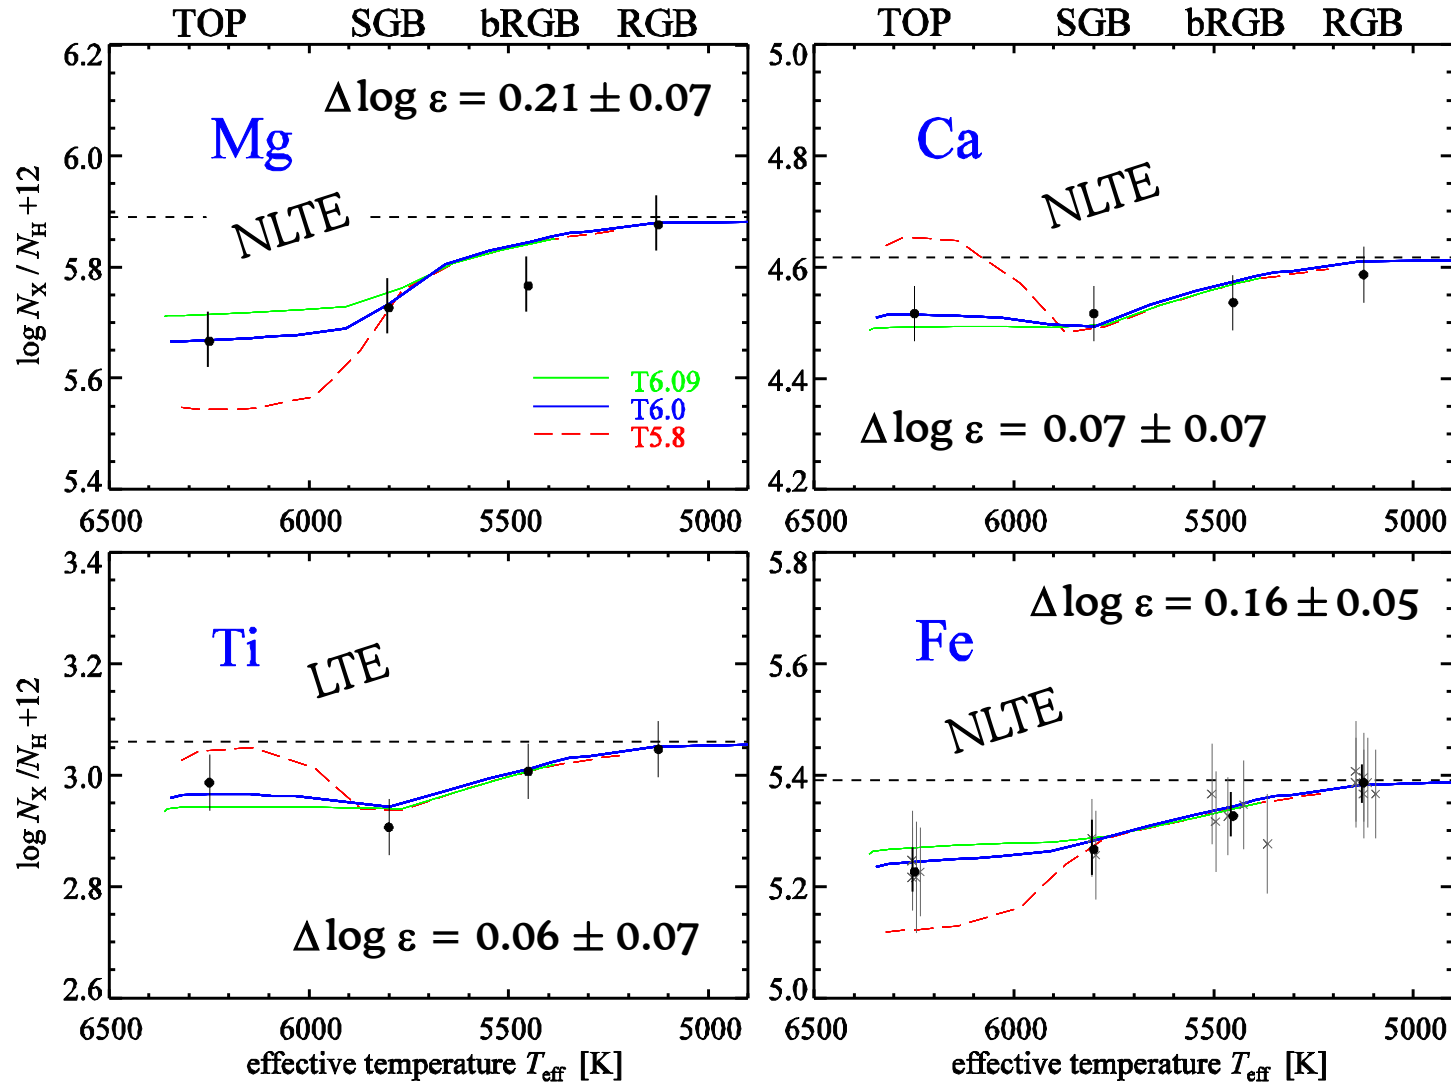 TOP SGB bRGB RGB
6.2
6.0
5.8
5.6
5.4
log N_X / N_H +12
Δ log ε = 0.21 ± 0.07
Mg
NLTE
T6.09
T6.0
T5.8
6500 6000 5500 5000
TOP SGB bRGB RGB
5.0
4.8
4.6
4.4
4.2
Ca
NLTE
Δ log ε = 0.07 ± 0.07
6500 6000 5500 5000
3.4
3.2
3.0
2.8
2.6
log N_X /N_H +12
Ti
LTE
Δ log ε = 0.06 ± 0.07
6500 6000 5500 5000
effective temperature T_eff [K]
5.8
5.6
5.4
5.2
5.0
Δ log ε = 0.16 ± 0.05
Fe
NLTE
6500 6000 5500 5000
effective temperature T_eff [K]